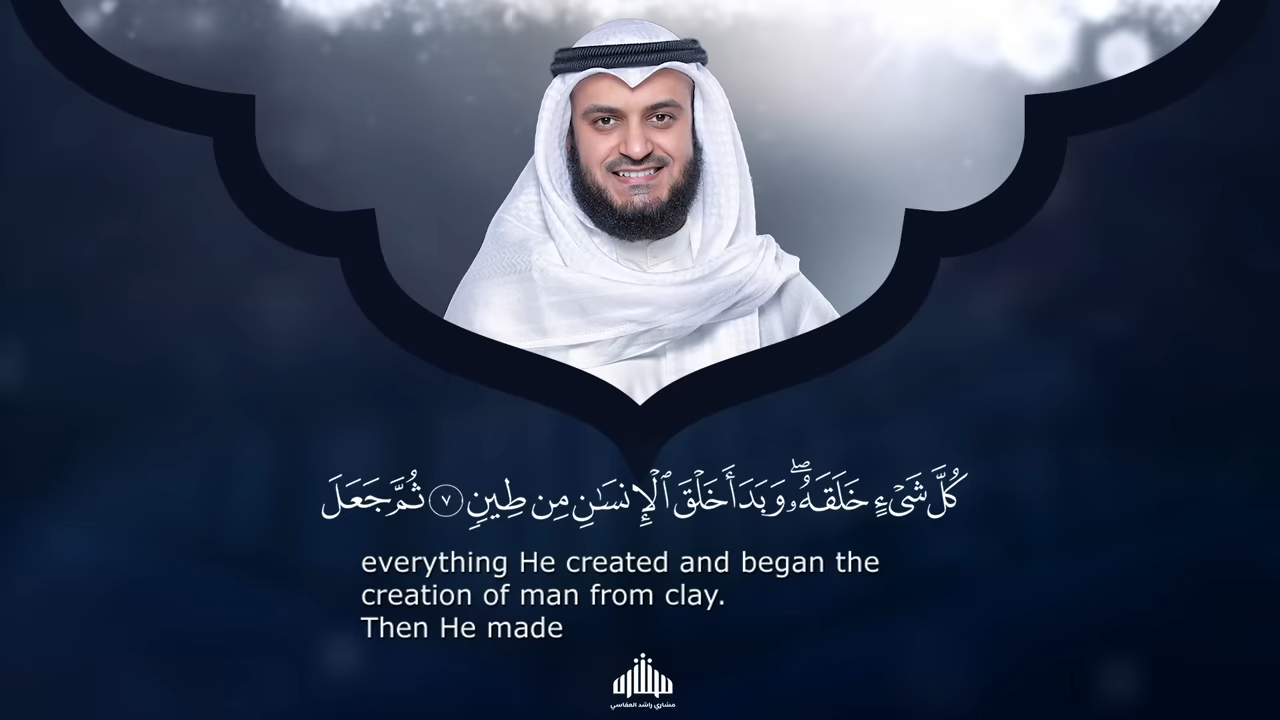 كُلَّ شَىْءٍ خَلَقَهُۥ ۖ وَبَدَأَ خَلْقَ ٱلْإِنسَـٰنِ مِن طِينٍ ٧ ثُمَّ جَعَلَ
everything He created and began the
creation of man from clay.
Then He made
مشاري راشد العفاسي